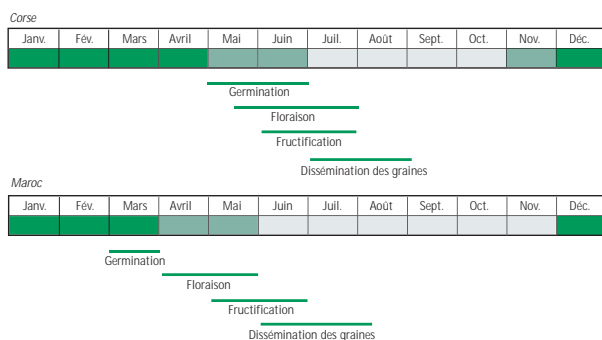 Corse
Janv. Fév. Mars Avril Mai Juin Juil. Août Sept. Oct. Nov. Déc.
Germination
Floraison
Fructification
Dissémination des graines
Maroc
Janv. Fév. Mars Avril Mai Juin Juil. Août Sept. Oct. Nov. Déc.
Germination
Floraison
Fructification
Dissémination des graines